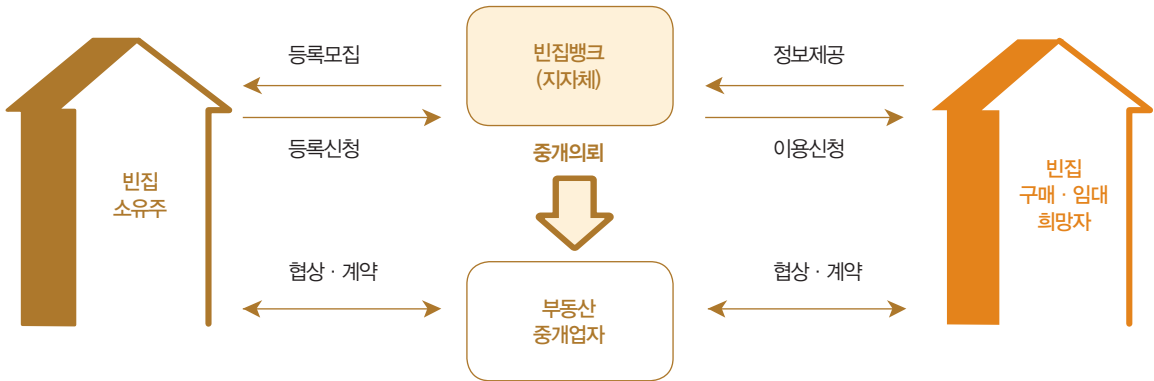 등록모집
빈집뱅크
(지자체)
정보제공
등록신청
중개의뢰
이용신청
빈집
소유주
빈집
구매 · 임대
희망자
협상 · 계약
협상 · 계약
부동산
중개업자